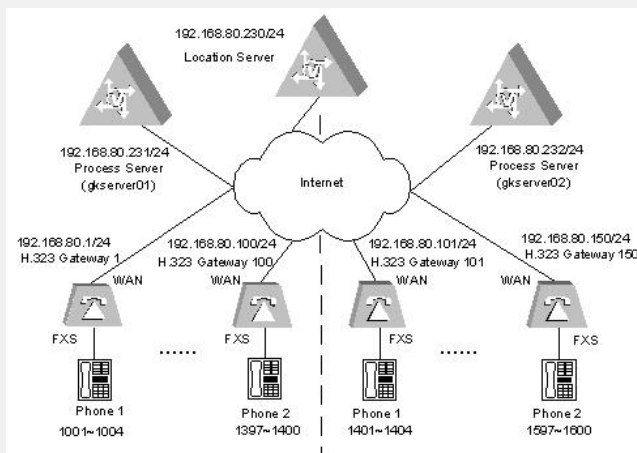 192.168.80.230/24
Location Server
192.168.80.231/24
Process Server
(gkserver01)
192.168.80.232/24
Process Server
(gkserver02)
Internet
192.168.80.1/24
H.323 Gateway 1
192.168.80.100/24
H.323 Gateway 100
192.168.80.101/24
H.323 Gateway 101
192.168.80.150/24
H.323 Gateway 150
WAN
WAN
WAN
WAN
FXS
FXS
FXS
FXS
......
......
Phone 1
1001~1004
Phone 2
1397~1400
Phone 1
1401~1404
Phone 2
1597~1600